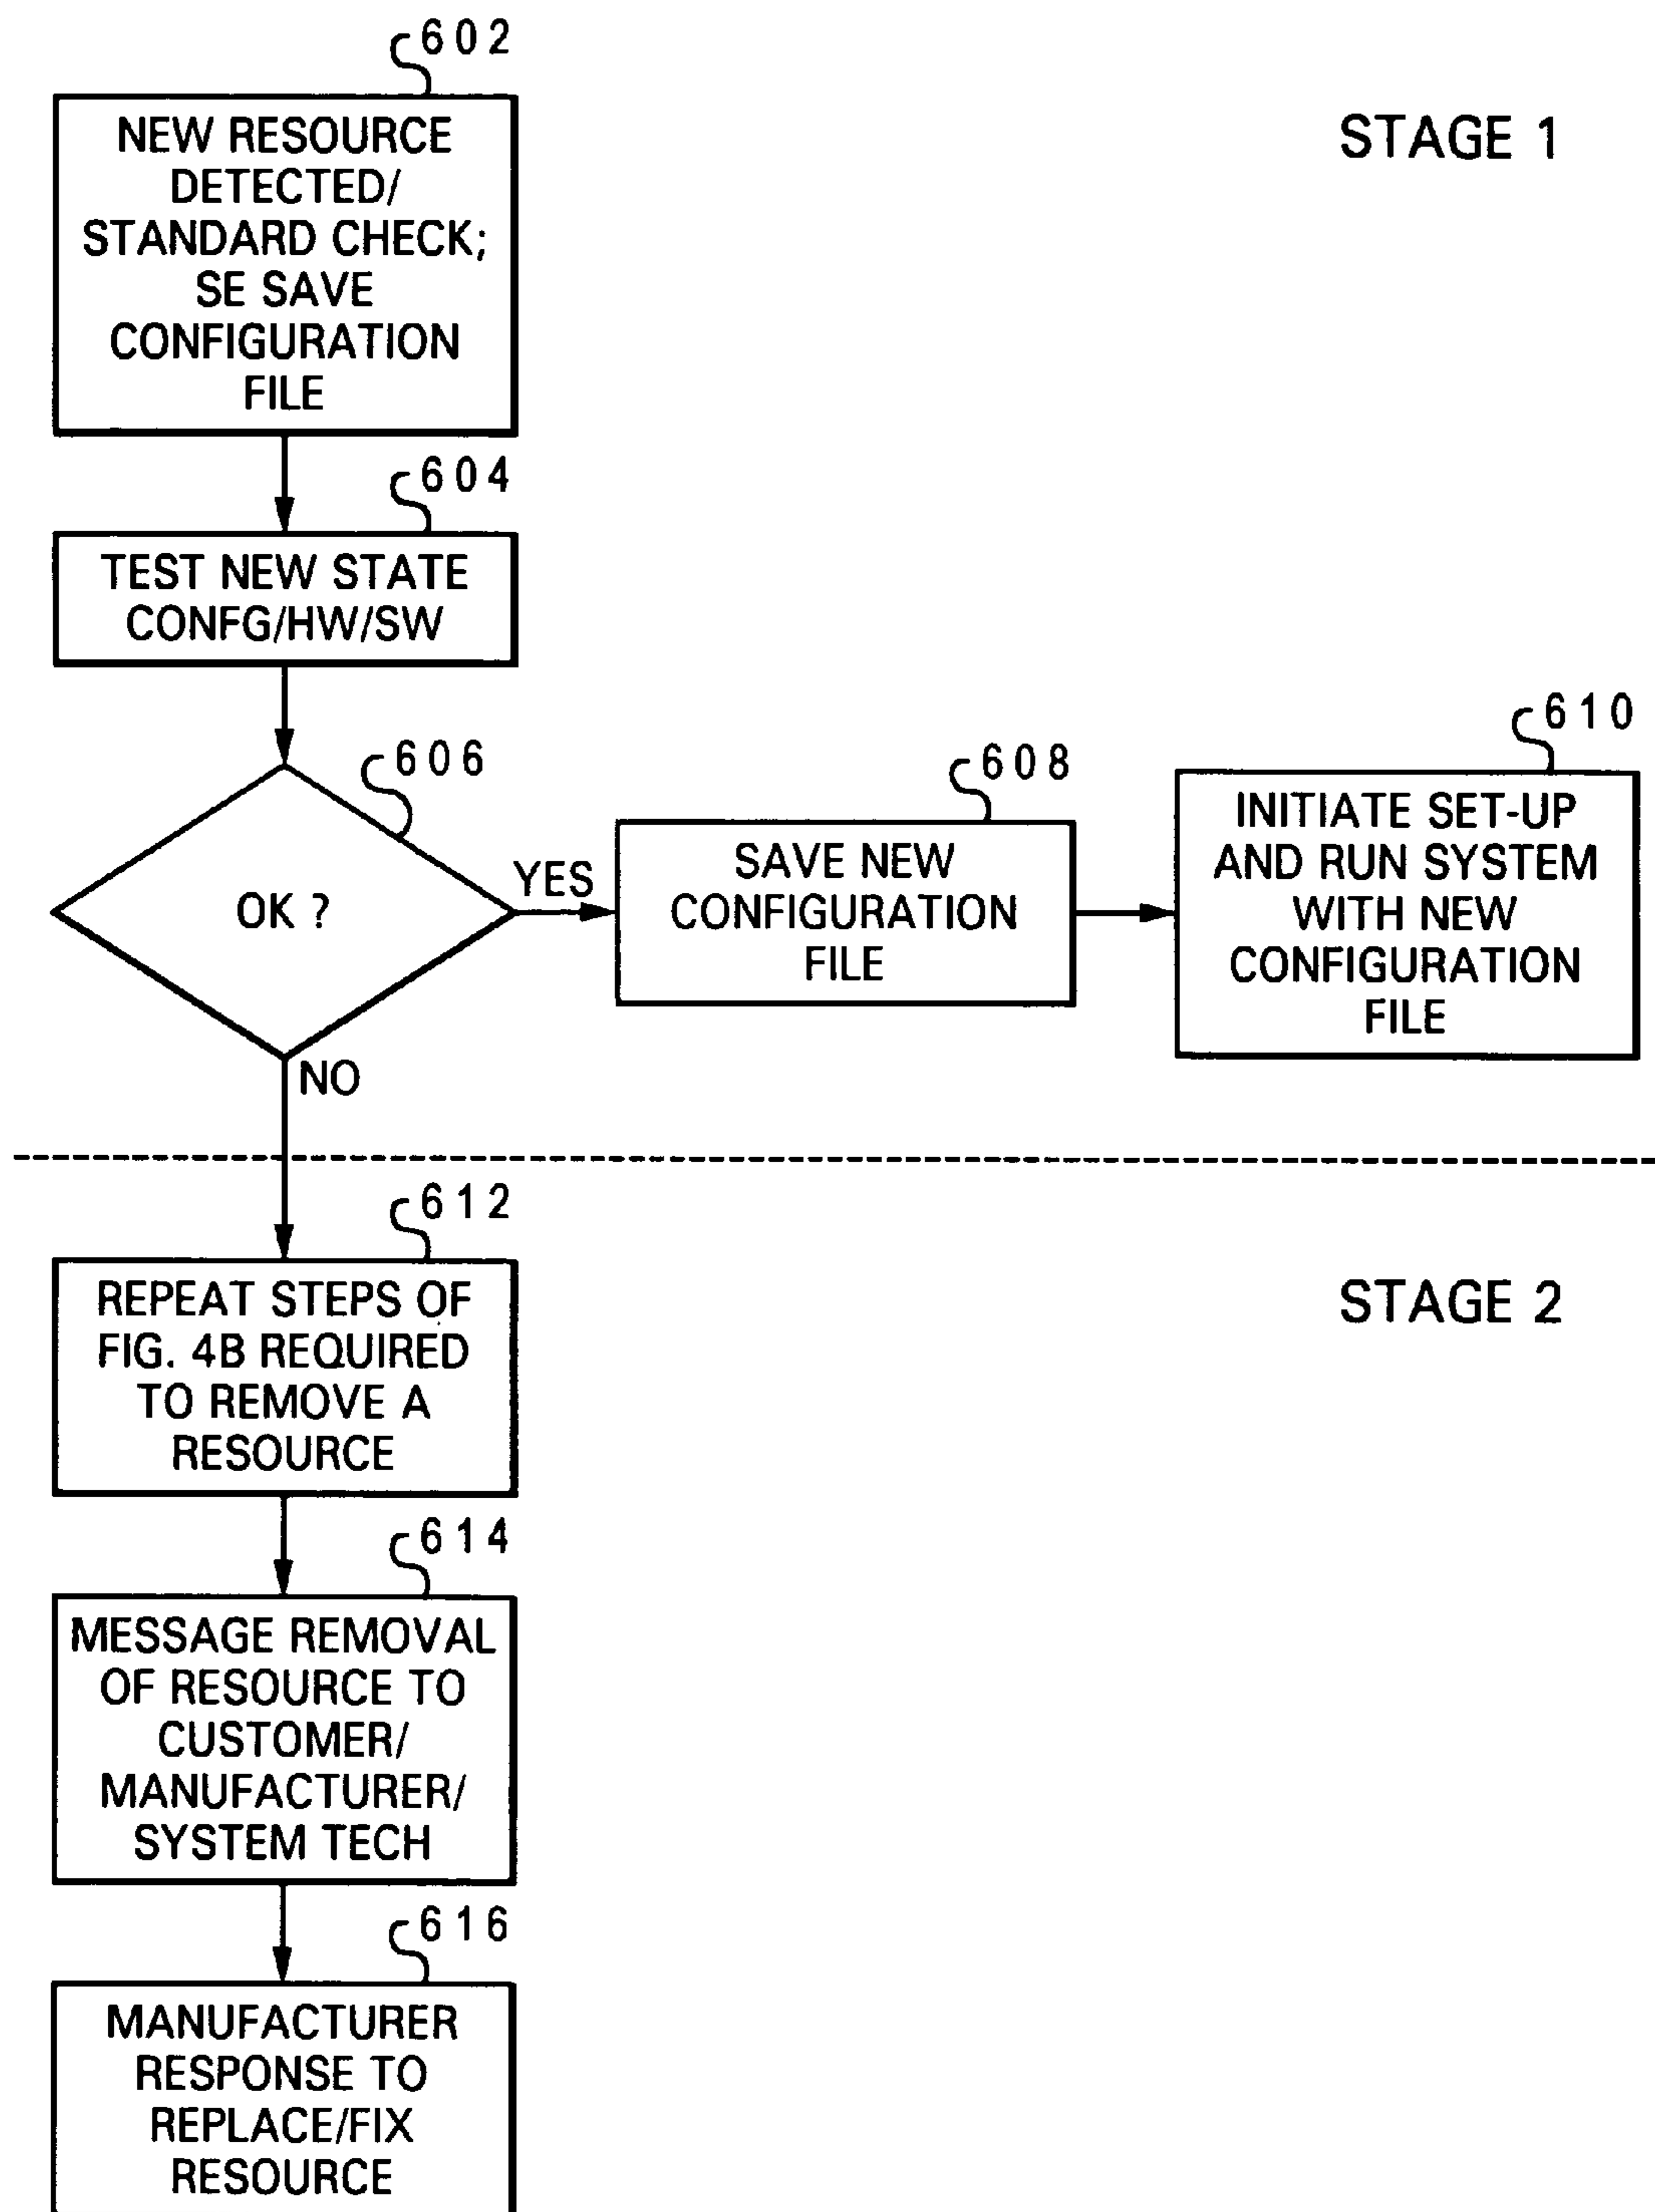 602
NEW RESOURCE
DETECTED/
STANDARD CHECK;
SE SAVE
CONFIGURATION
FILE
STAGE 1
604
TEST NEW STATE
CONFG/HW/SW
606
OK ?
YES
NO
608
SAVE NEW
CONFIGURATION
FILE
610
INITIATE SET-UP
AND RUN SYSTEM
WITH NEW
CONFIGURATION
FILE
STAGE 2
612
REPEAT STEPS OF
FIG. 4B REQUIRED
TO REMOVE A
RESOURCE
614
MESSAGE REMOVAL
OF RESOURCE TO
CUSTOMER/
MANUFACTURER/
SYSTEM TECH
616
MANUFACTURER
RESPONSE TO
REPLACE/FIX
RESOURCE